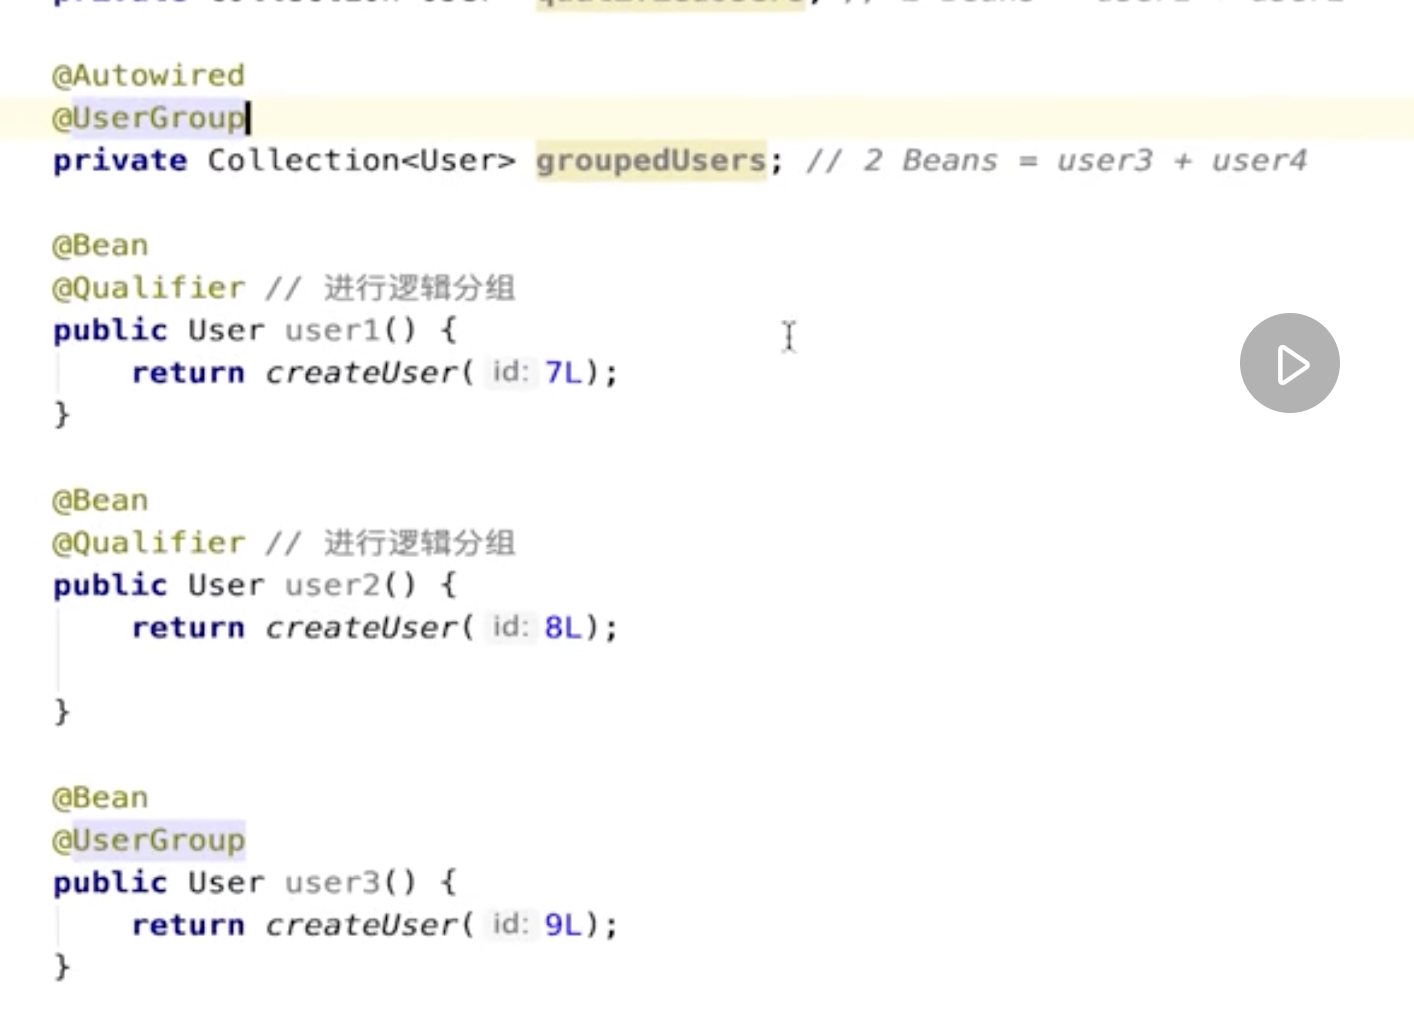 @Autowired
@UserGroup
private Collection<User> groupedUsers; // 2 Beans = user3 + user4
@Bean
@Qualifier // 进行逻辑分组
public User user1() {
return createUser( id: 7L);
}
@Bean
@Qualifier // 进行逻辑分组
public User user2() {
return createUser( id: 8L);
}
@Bean
@UserGroup
public User user3() {
return createUser( id: 9L);
}